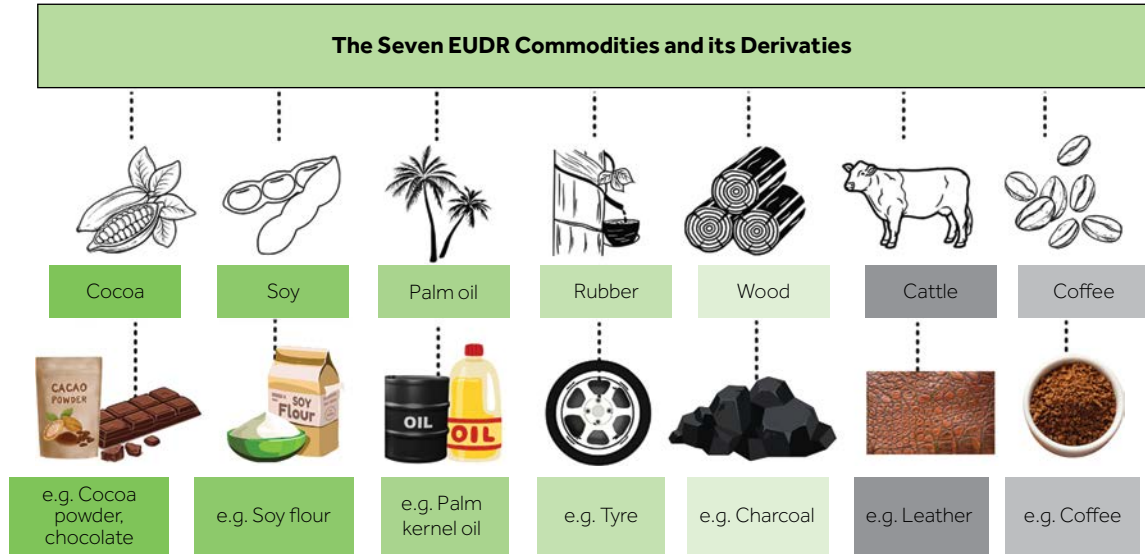 The Seven EUDR Commodities and its Derivaties
Cocoa
Soy
Palm oil
Rubber
Wood
Cattle
Coffee
CACAO
POWDER
SOY
Flour
OIL
OIL
e.g. Cocoa
powder,
chocolate
e.g. Soy flour
e.g. Palm
kernel oil
e.g. Tyre
e.g. Charcoal
e.g. Leather
e.g. Coffee